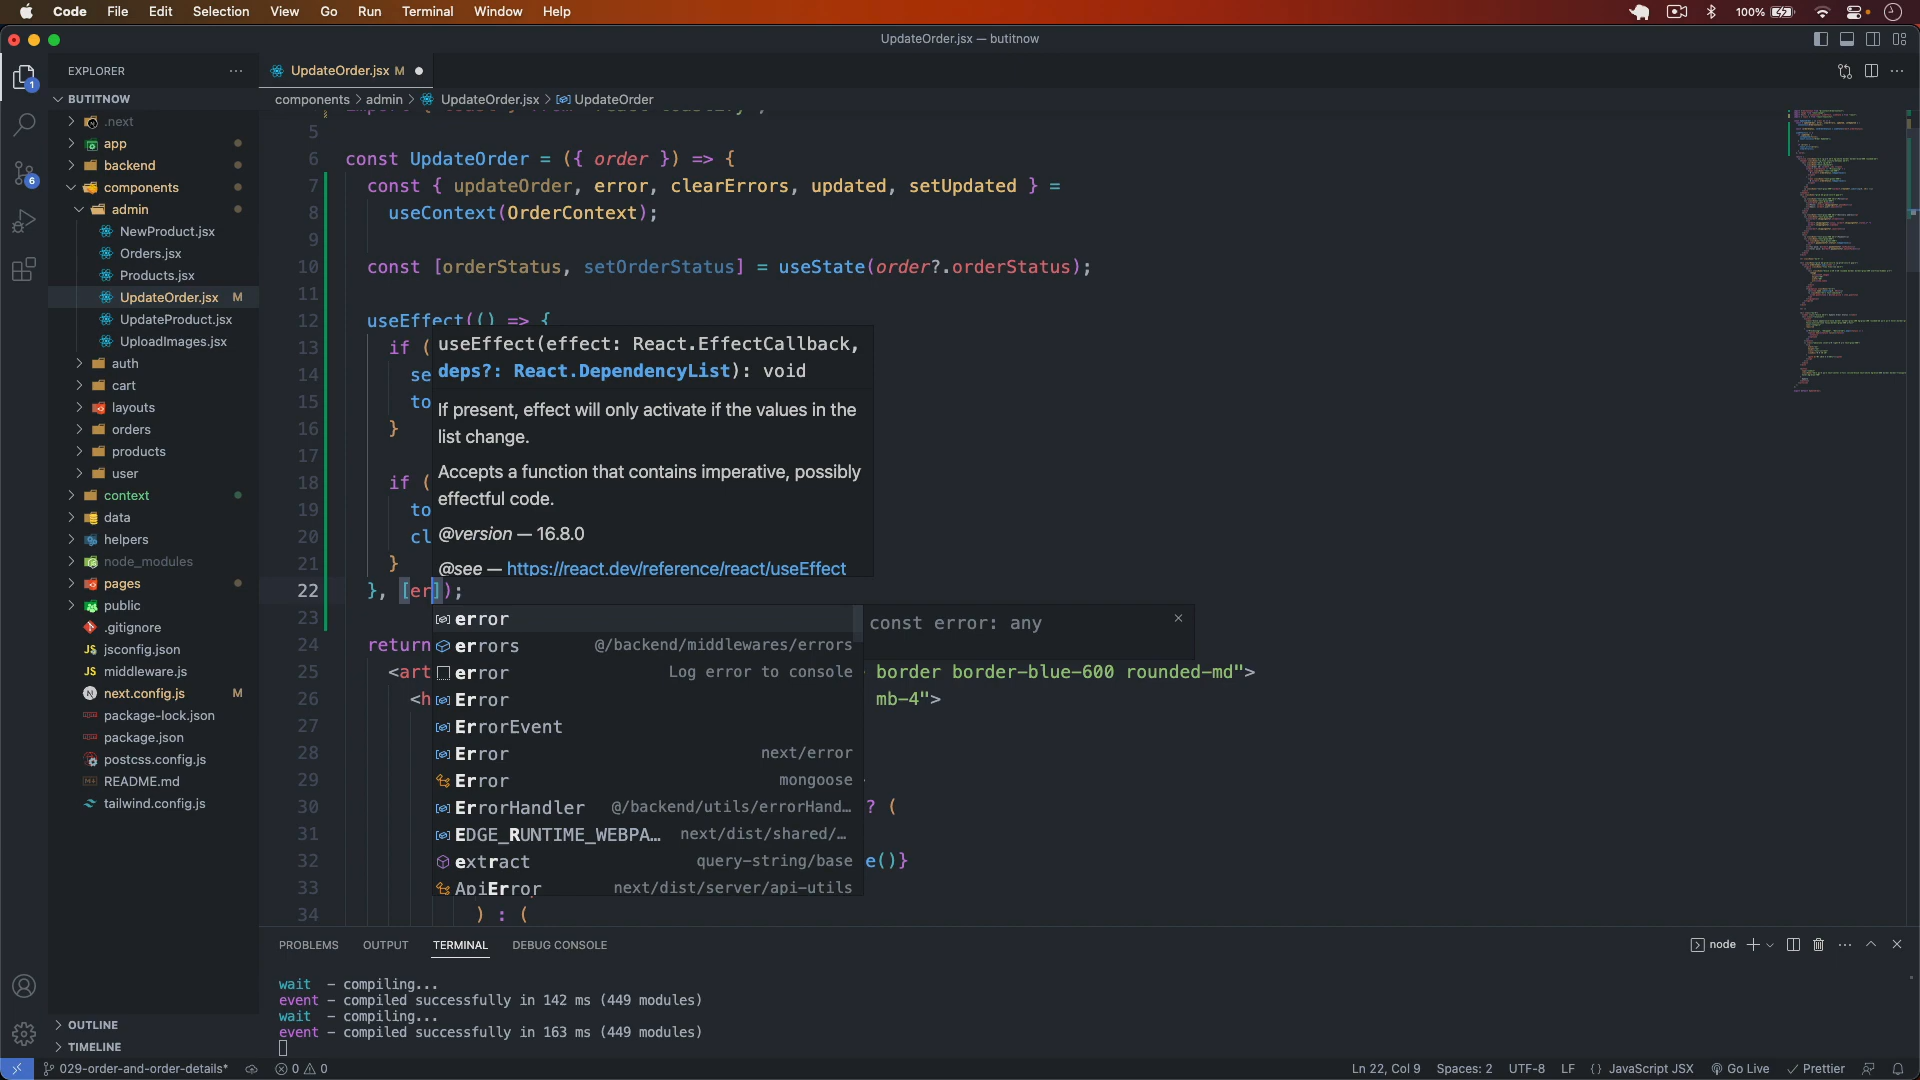 Code File Edit Selection View Go Run Terminal Window Help
100%
UpdateOrder.jsx — butitnow
EXPLORER
UpdateOrder.jsx M
BUTITNOW
components > admin > UpdateOrder.jsx > UpdateOrder
.next
app
backend
components
admin
NewProduct.jsx
Orders.jsx
Products.jsx
UpdateOrder.jsx M
UpdateProduct.jsx
UploadImages.jsx
auth
cart
layouts
orders
products
user
context
data
helpers
node_modules
pages
public
.gitignore
jsconfig.json
middleware.js
next.config.js M
package-lock.json
package.json
postcss.config.js
README.md
tailwind.config.js
OUTLINE
TIMELINE
1
6
5
6 const UpdateOrder = ({ order }) => {
7 const { updateOrder, error, clearErrors, updated, setUpdated } =
8 useContext(OrderContext);
9
10 const [orderStatus, setOrderStatus] = useState(order?.orderStatus);
11
12 useEffect(() => {
13 if (
14 se
15 to
16 }
17
18 if (
19 to
20 cl
21 }
22 }, [er]);
23
24 return
25 <art border border-blue-600 rounded-md">
26 <h mb-4">
27
28
29
30 ? (
31
32 e()}
33
34 ) : (
useEffect(effect: React.EffectCallback,
deps?: React.DependencyList): void
If present, effect will only activate if the values in the
list change.
Accepts a function that contains imperative, possibly
effectful code.
@version — 16.8.0
@see — https://react.dev/reference/react/useEffect
error
const error: any
errors @/backend/middlewares/errors
error Log error to console
Error
ErrorEvent
Error next/error
Error mongoose
ErrorHandler @/backend/utils/errorHand…
EDGE_RUNTIME_WEBPA… next/dist/shared/…
extract query-string/base
ApiError next/dist/server/api-utils
PROBLEMS OUTPUT TERMINAL DEBUG CONSOLE
node
wait - compiling...
event - compiled successfully in 142 ms (449 modules)
wait - compiling...
event - compiled successfully in 163 ms (449 modules)
029-order-and-order-details* 0 0
Ln 22, Col 9 Spaces: 2 UTF-8 LF {} JavaScript JSX Go Live Prettier